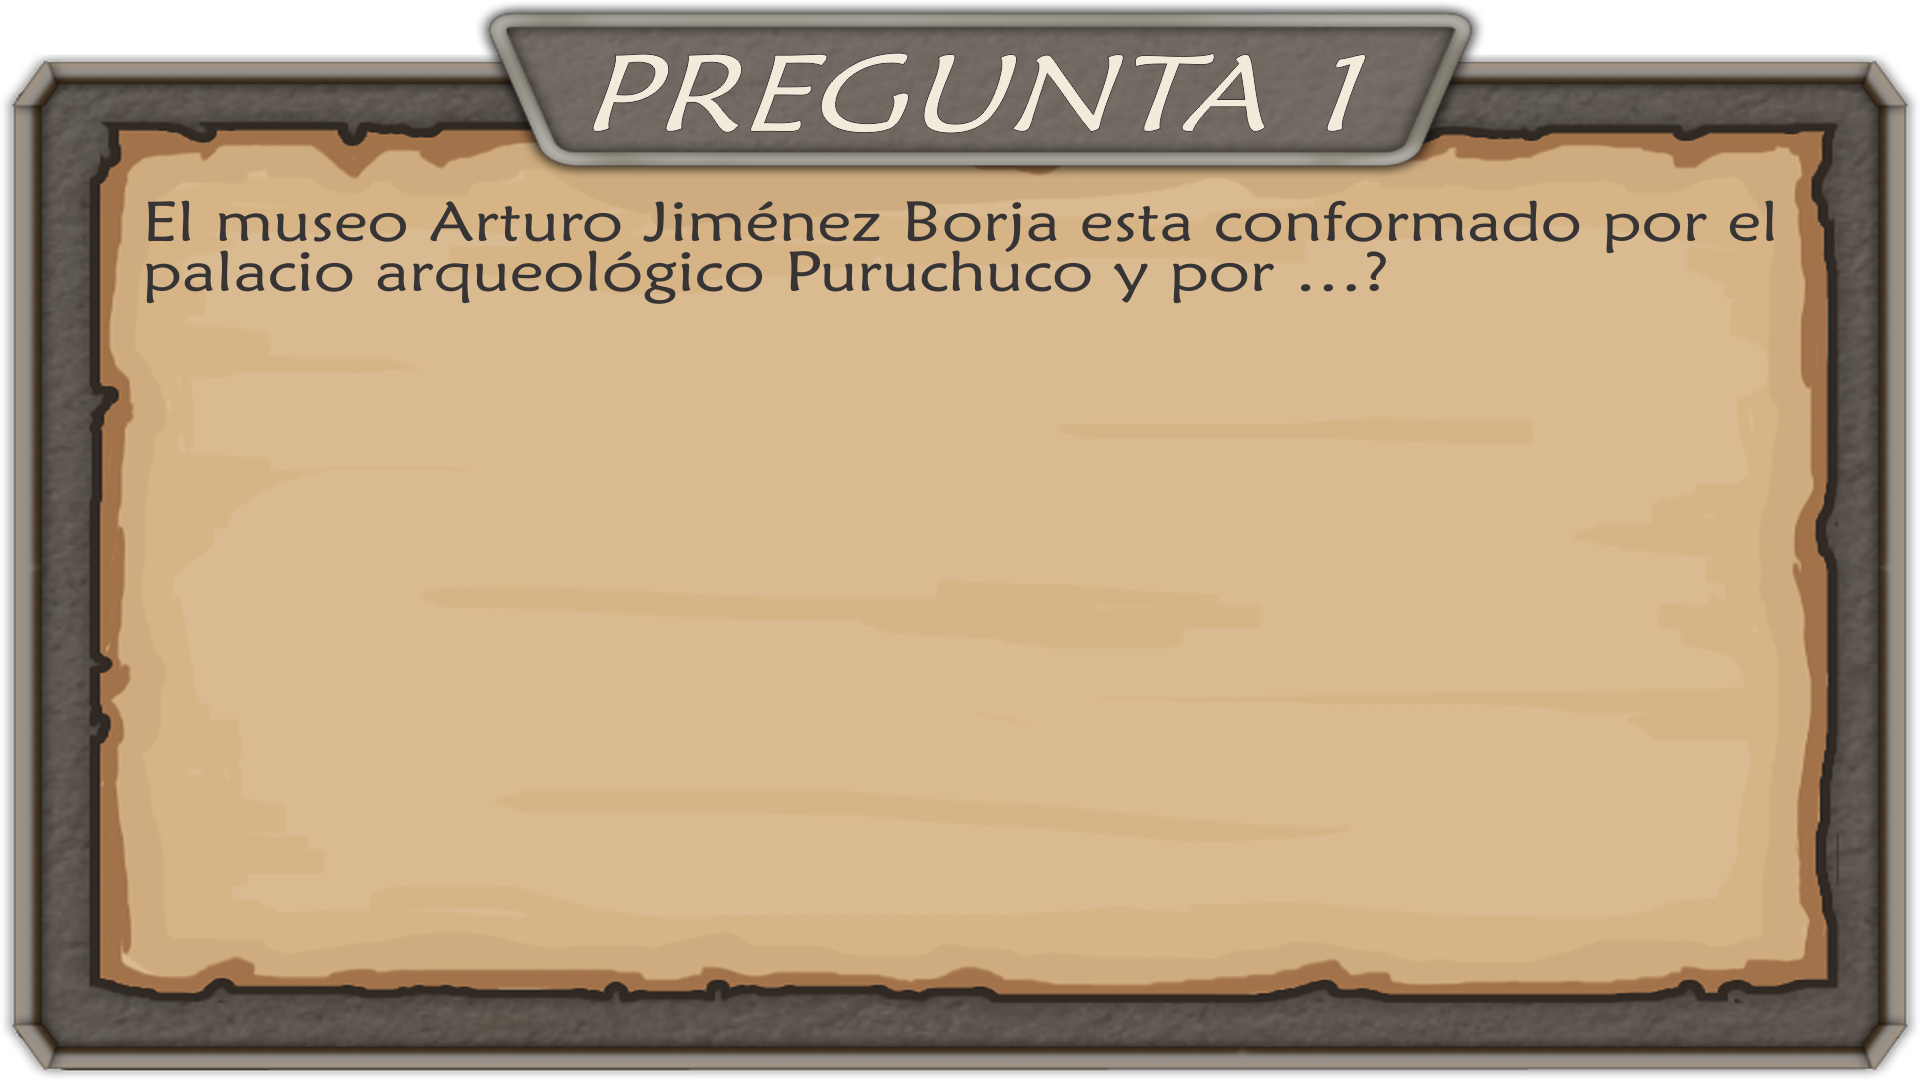 PREGUNTA 1
El museo Arturo Jiménez Borja esta conformado por el
palacio arqueológico Puruchuco y por ...?